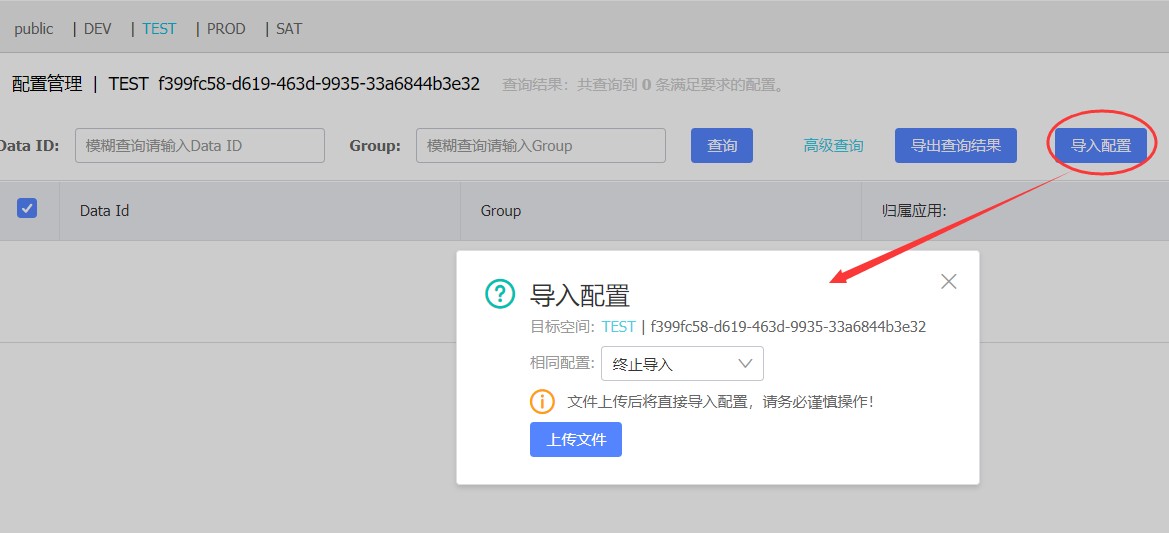 public | DEV | TEST | PROD | SAT
配置管理 | TEST f399fc58-d619-463d-9935-33a6844b3e32 查询结果：共查询到 0 条满足要求的配置。
Data ID: 模糊查询请输入Data ID Group: 模糊查询请输入Group 查询 高级查询 导出查询结果 导入配置
Data Id Group 归属应用:
导入配置
目标空间: TEST | f399fc58-d619-463d-9935-33a6844b3e32
相同配置: 终止导入
文件上传后将直接导入配置，请务必谨慎操作！
上传文件